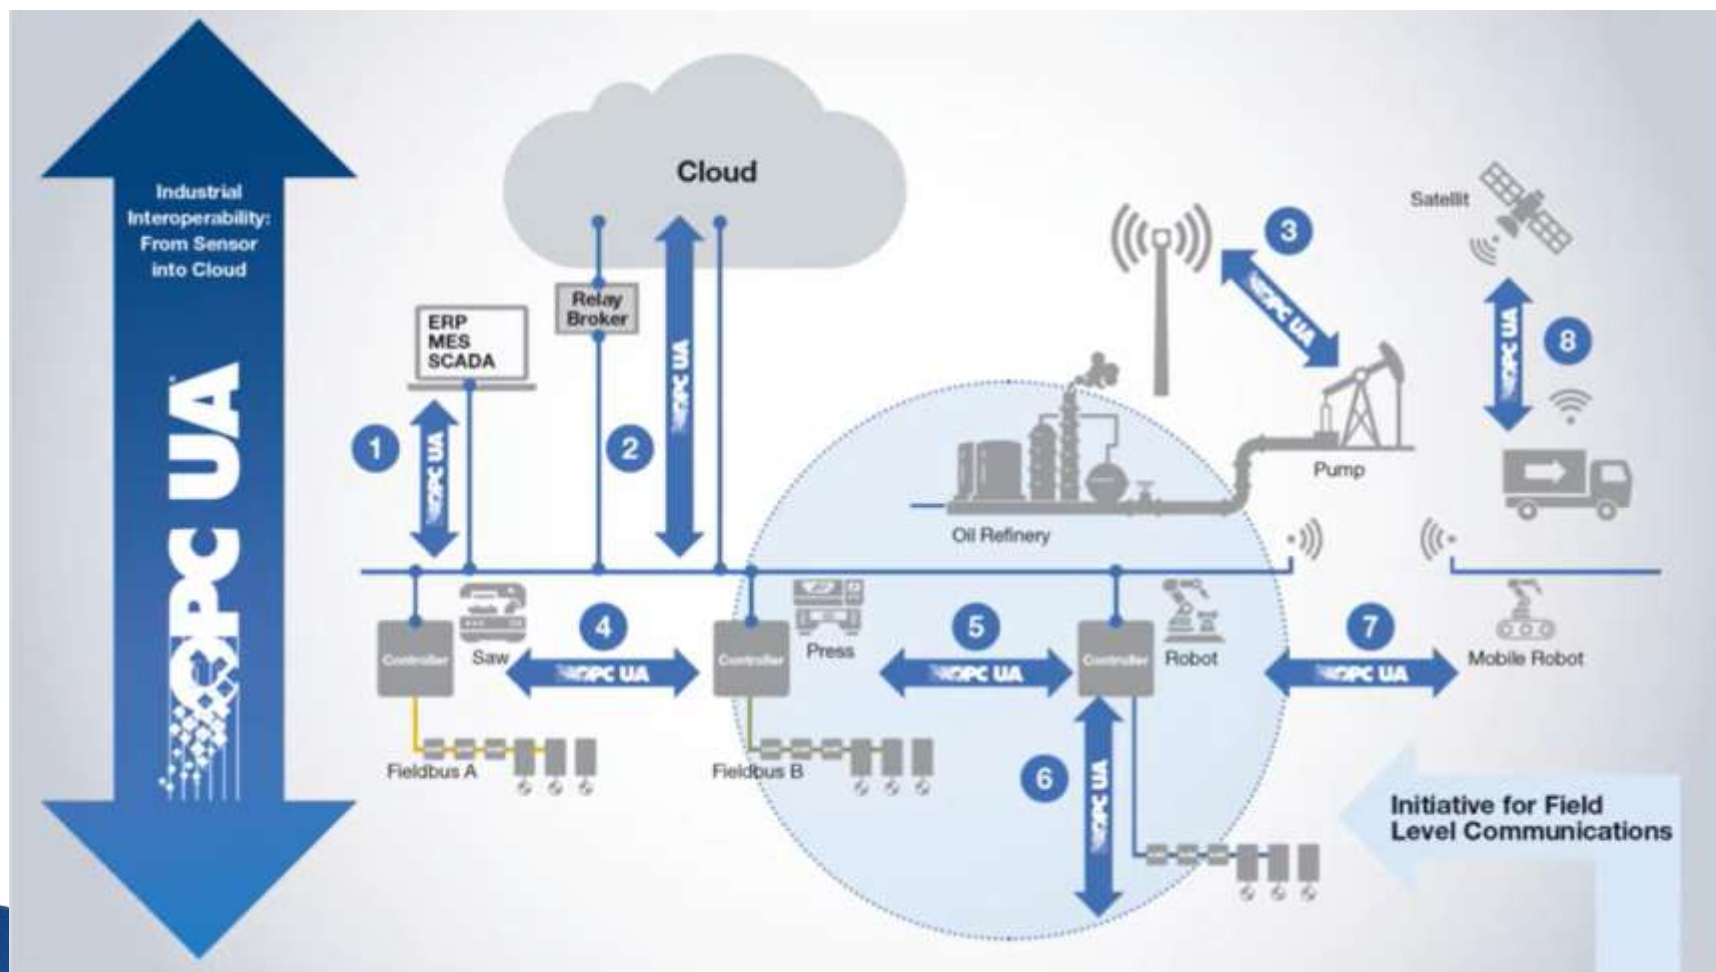 Industrial
Interoperability:
From Sensor
into Cloud
OPC UA
Cloud
Relay
Broker
ERP
MES
SCADA
1
OPC UA
2
OPC UA
3
OPC UA
Satellit
8
OPC UA
Pump
Oil Refinery
Controller
Saw
4
OPC UA
Controller
Press
5
OPC UA
Controller
Robot
7
OPC UA
Mobile Robot
Fieldbus A
Fieldbus B
6
OPC UA
Initiative for Field
Level Communications